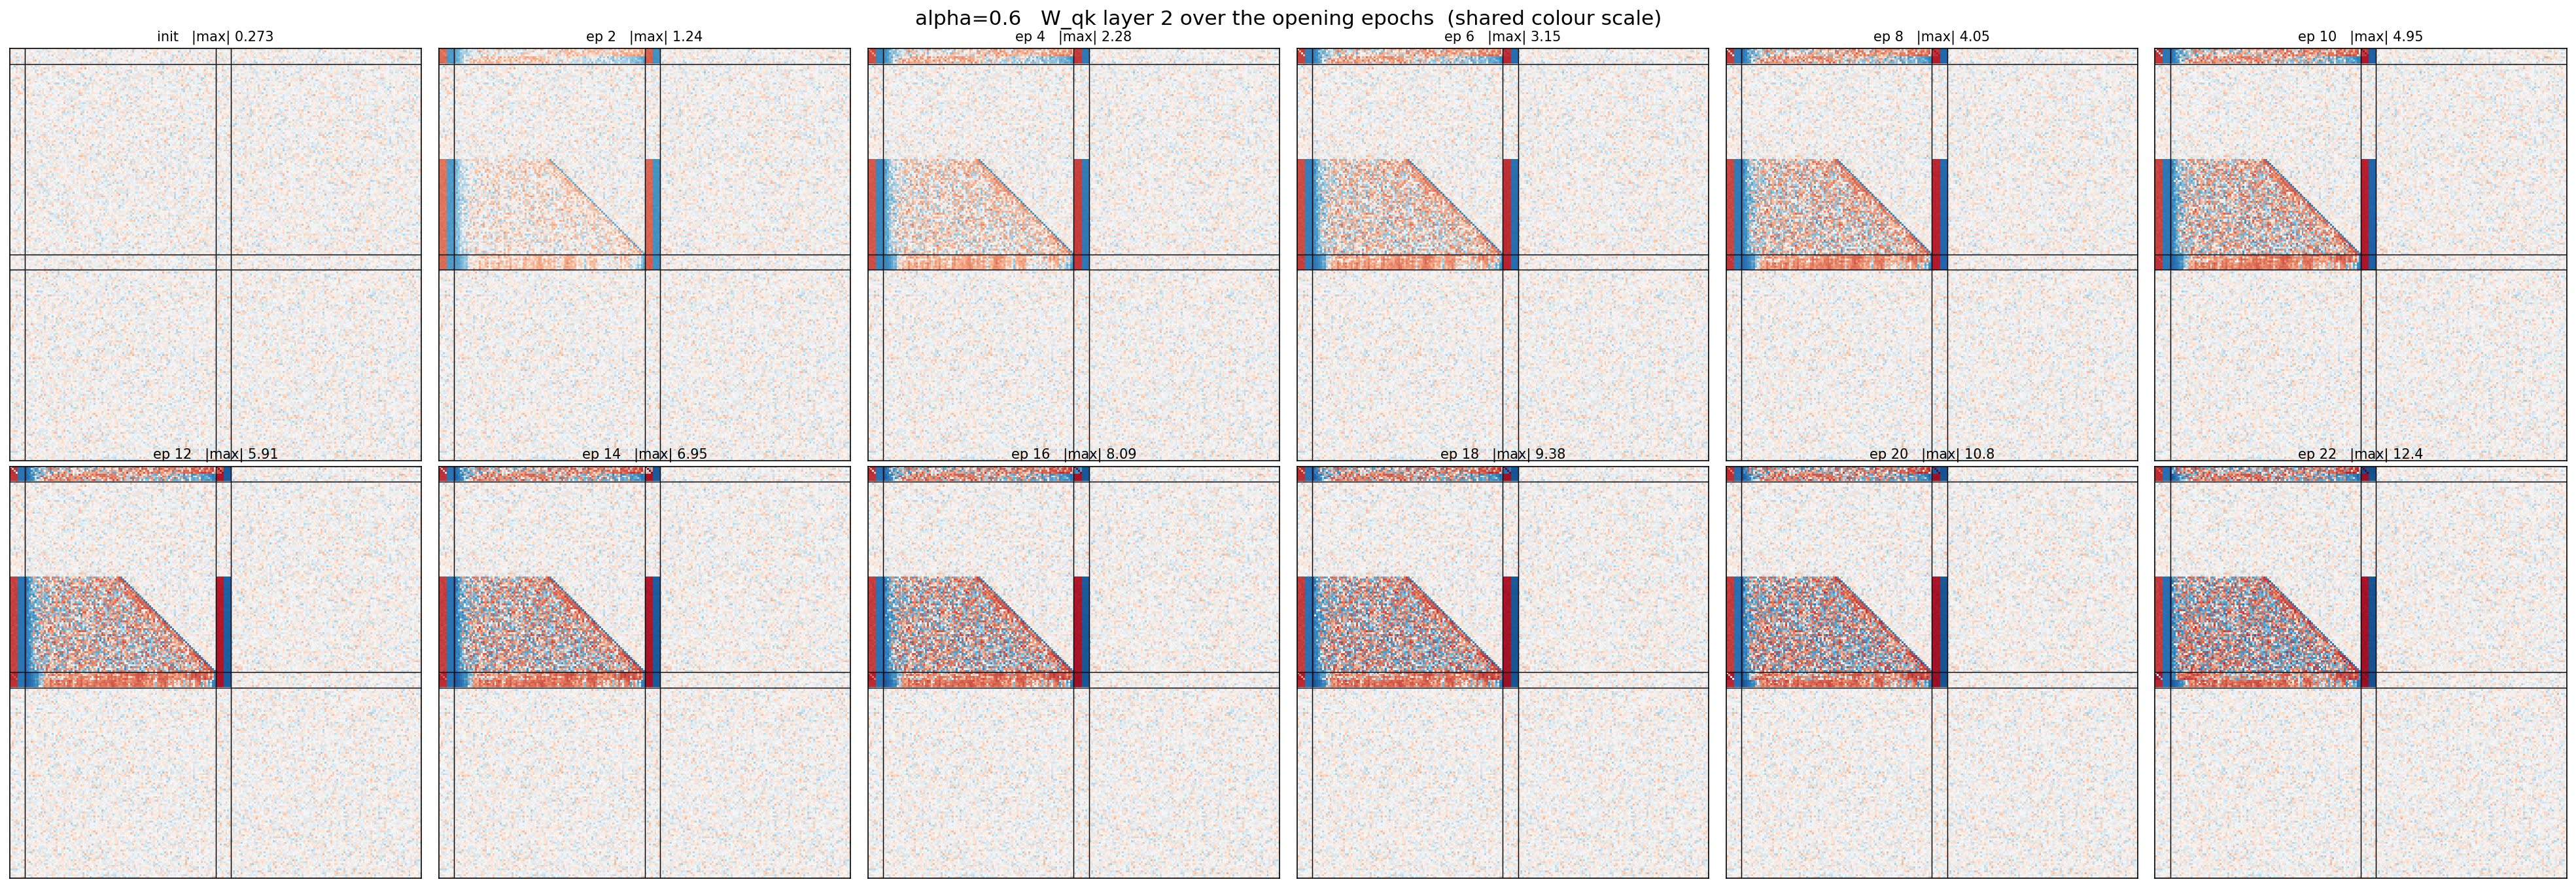 alpha=0.6   W_qk layer 2 over the opening epochs  (shared colour scale)
init   |max| 0.273
ep 2   |max| 1.24
ep 4   |max| 2.28
ep 6   |max| 3.15
ep 8   |max| 4.05
ep 10   |max| 4.95
ep 12   |max| 5.91
ep 14   |max| 6.95
ep 16   |max| 8.09
ep 18   |max| 9.38
ep 20   |max| 10.8
ep 22   |max| 12.4